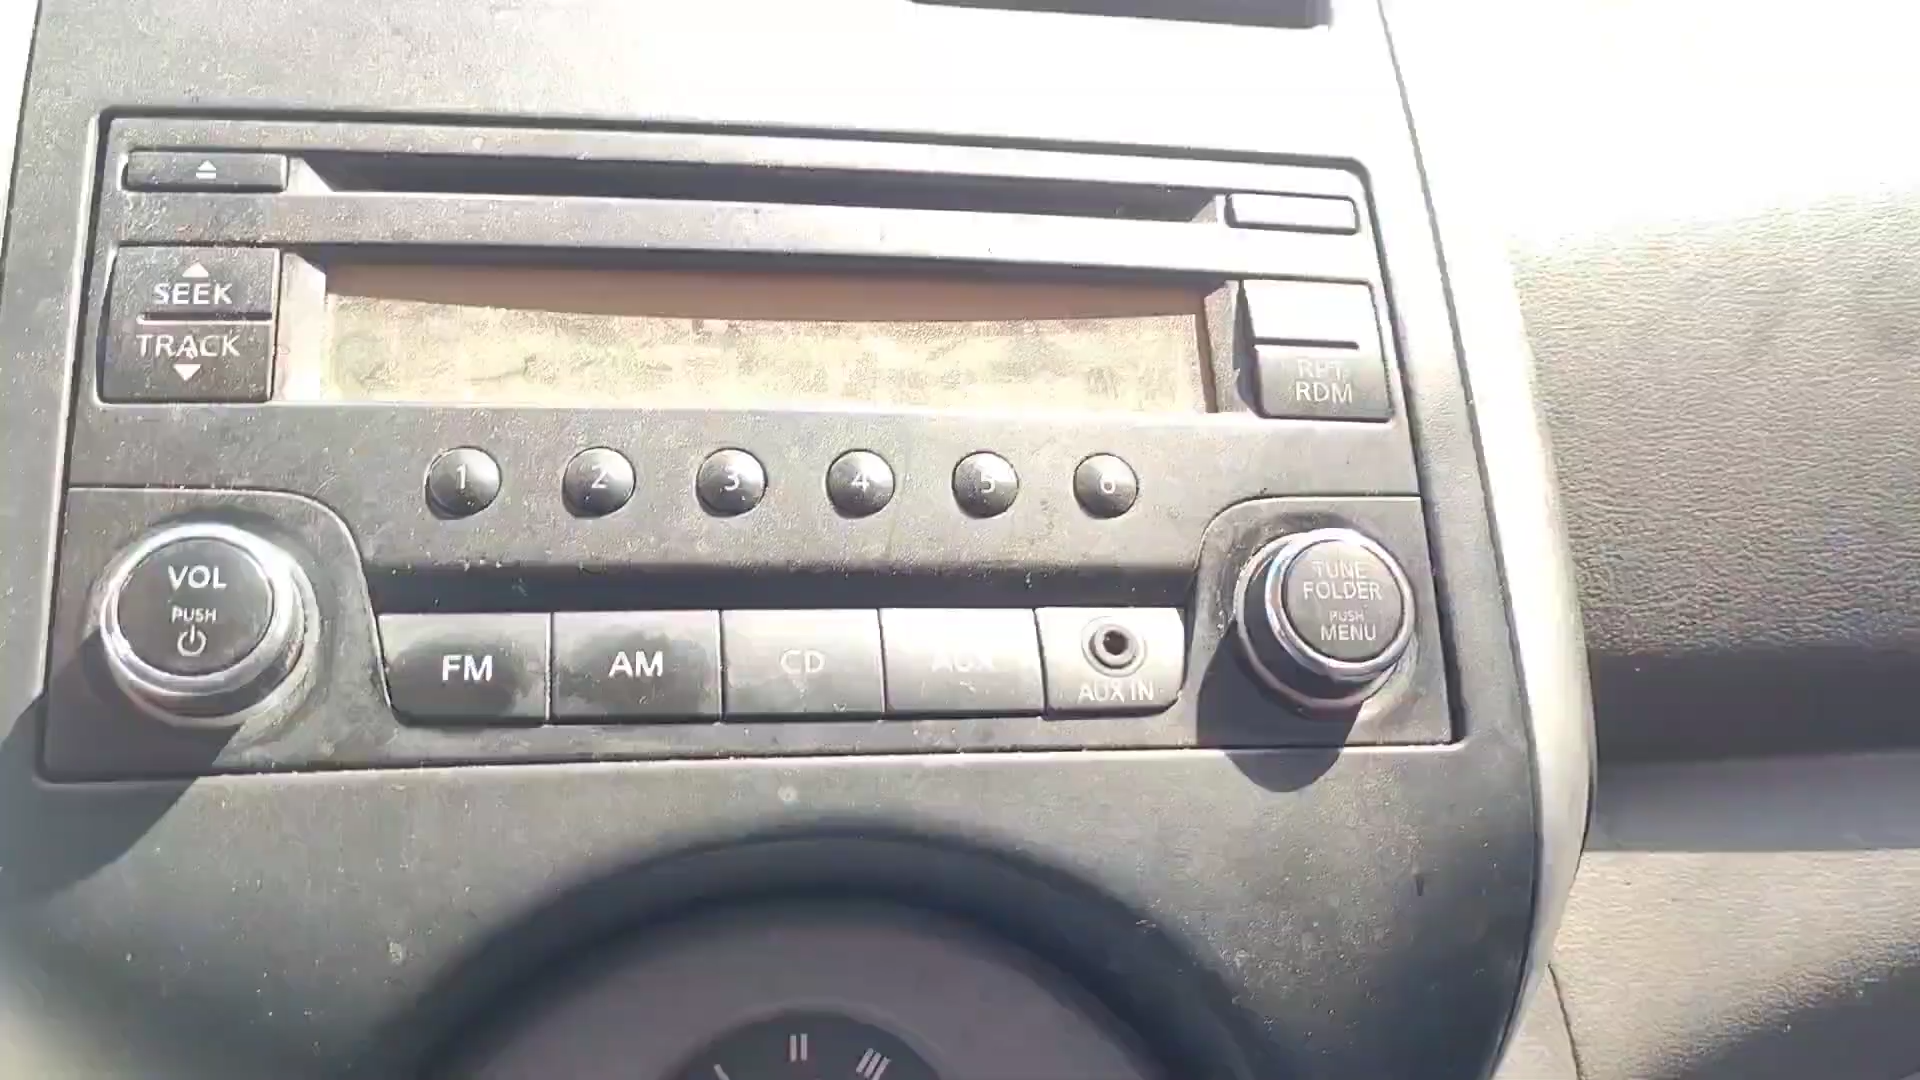 SEEK
TRACK
RPT
RDM
1 2 3 4 5 6
VOL
PUSH
TUNE
FOLDER
PUSH
MENU
FM AM CD AUX
AUX IN